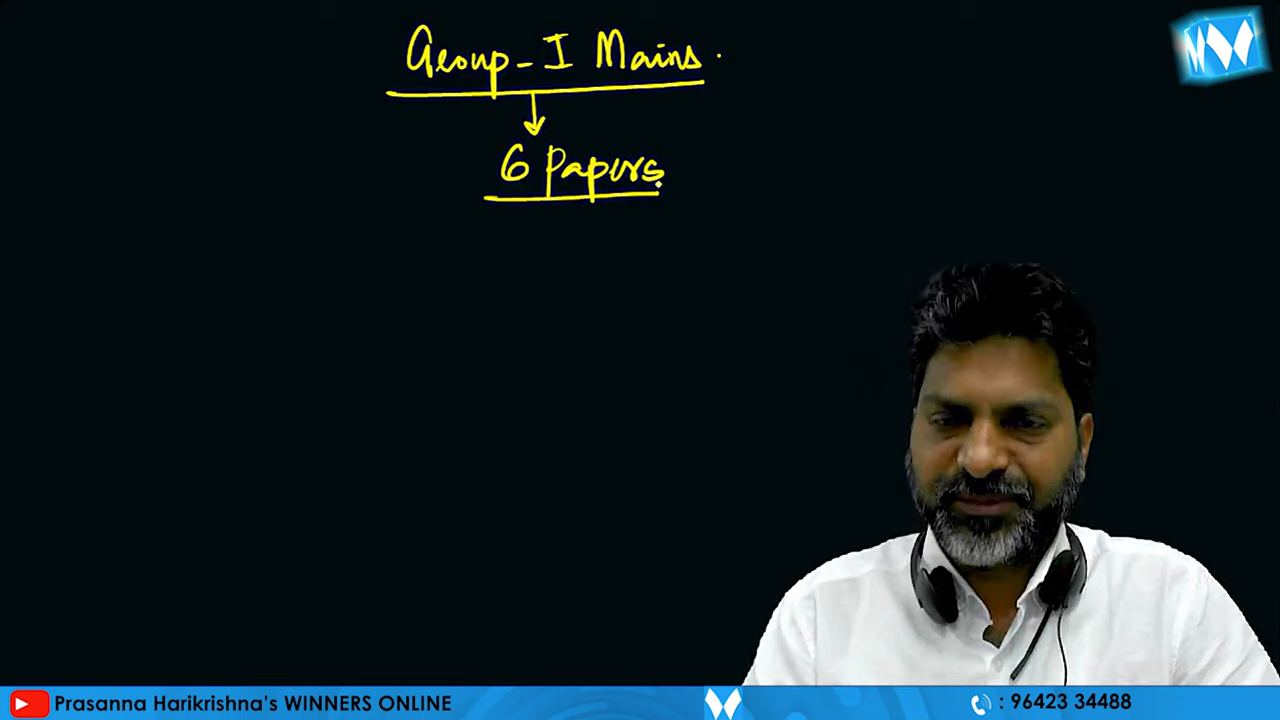 Group - I Mains.
6 Papers
W
Prasanna Harikrishna's WINNERS ONLINE
W
: 96423 34488